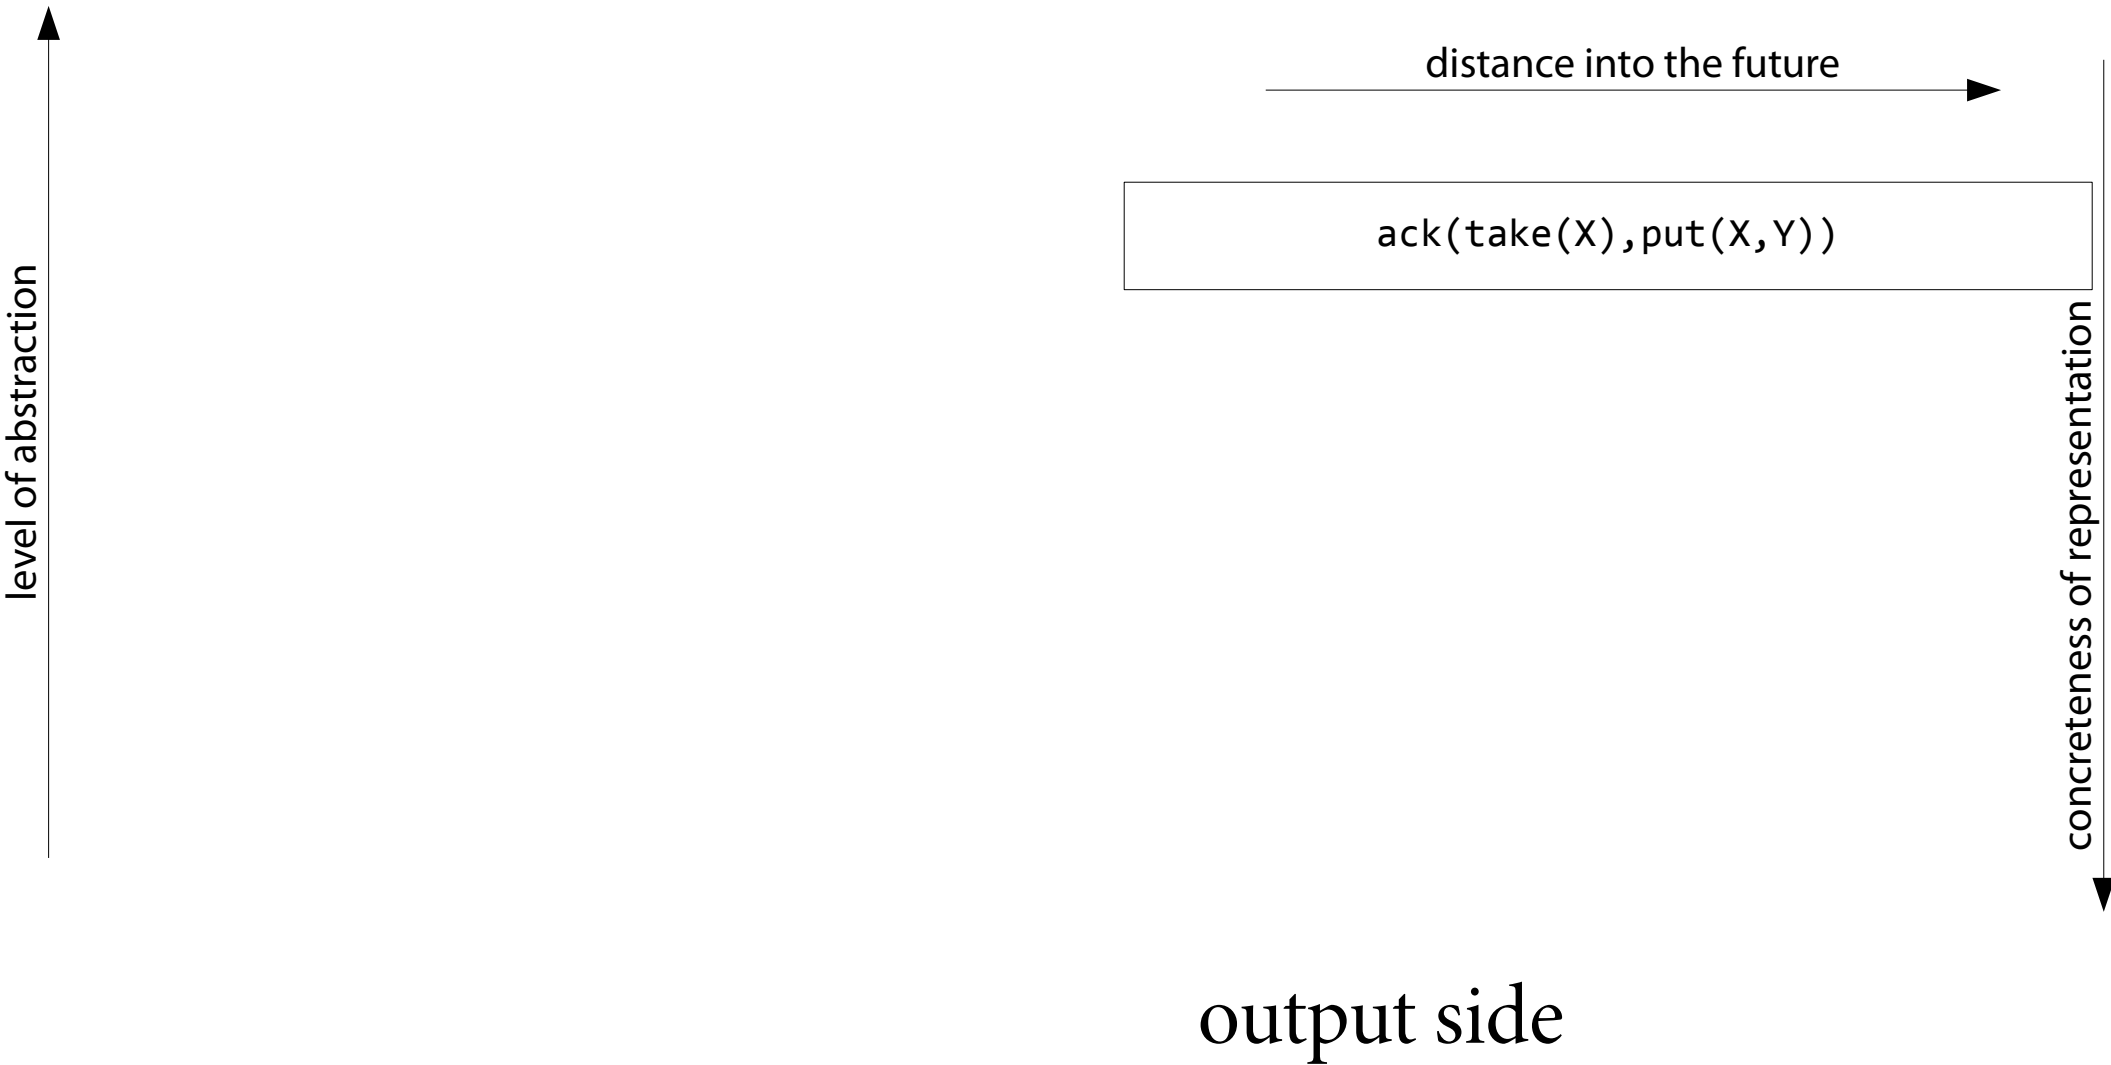 distance into the future
ack(take(X),put(X,Y))
level of abstraction
concreteness of representation
output side